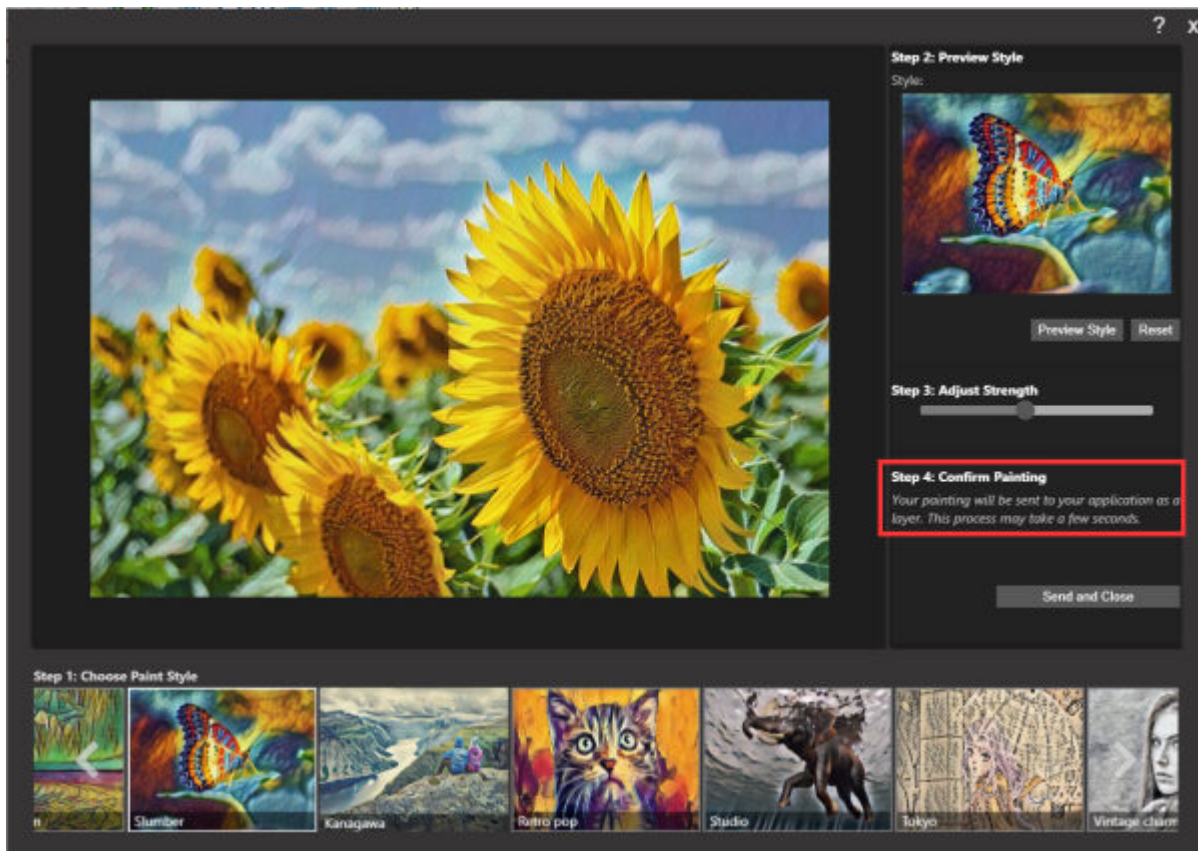 ? x
Step 2: Preview Style
Style:
Preview Style Reset
Step 3: Adjust Strength
Step 4: Confirm Painting
Your painting will be sent to your application as a
layer. This process may take a few seconds.
Send and Close
Step 1: Choose Paint Style
n
Slumber
Kanagawa
Retro pop
Studio
Tokyo
Vintage charm